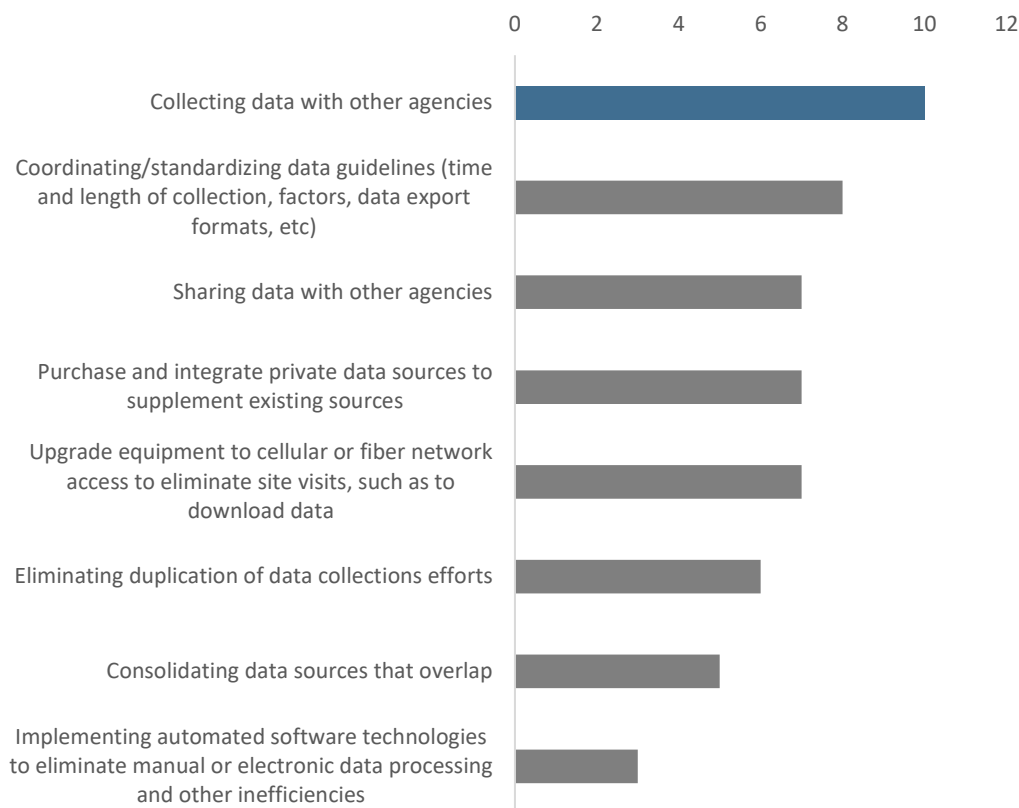 0 2 4 6 8 10 12
Collecting data with other agencies
Coordinating/standardizing data guidelines (time
and length of collection, factors, data export
formats, etc)
Sharing data with other agencies
Purchase and integrate private data sources to
supplement existing sources
Upgrade equipment to cellular or fiber network
access to eliminate site visits, such as to
download data
Eliminating duplication of data collections efforts
Consolidating data sources that overlap
Implementing automated software technologies
to eliminate manual or electronic data processing
and other inefficiencies